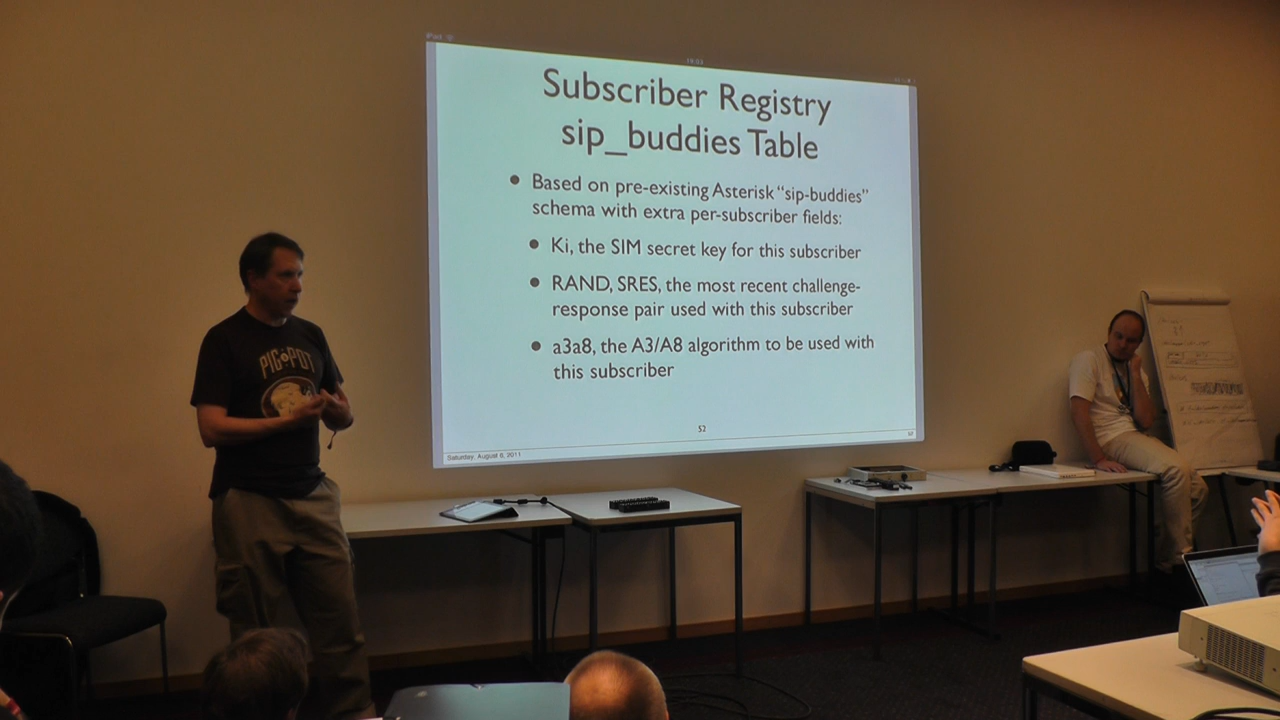 iPad
Subscriber Registry
sip_buddies Table
• Based on pre-existing Asterisk “sip-buddies”
schema with extra per-subscriber fields:
• Ki, the SIM secret key for this subscriber
• RAND, SRES, the most recent challenge-
response pair used with this subscriber
• a3a8, the A3/A8 algorithm to be used with
this subscriber
52
Saturday, August 6, 2011
52
PIG POT